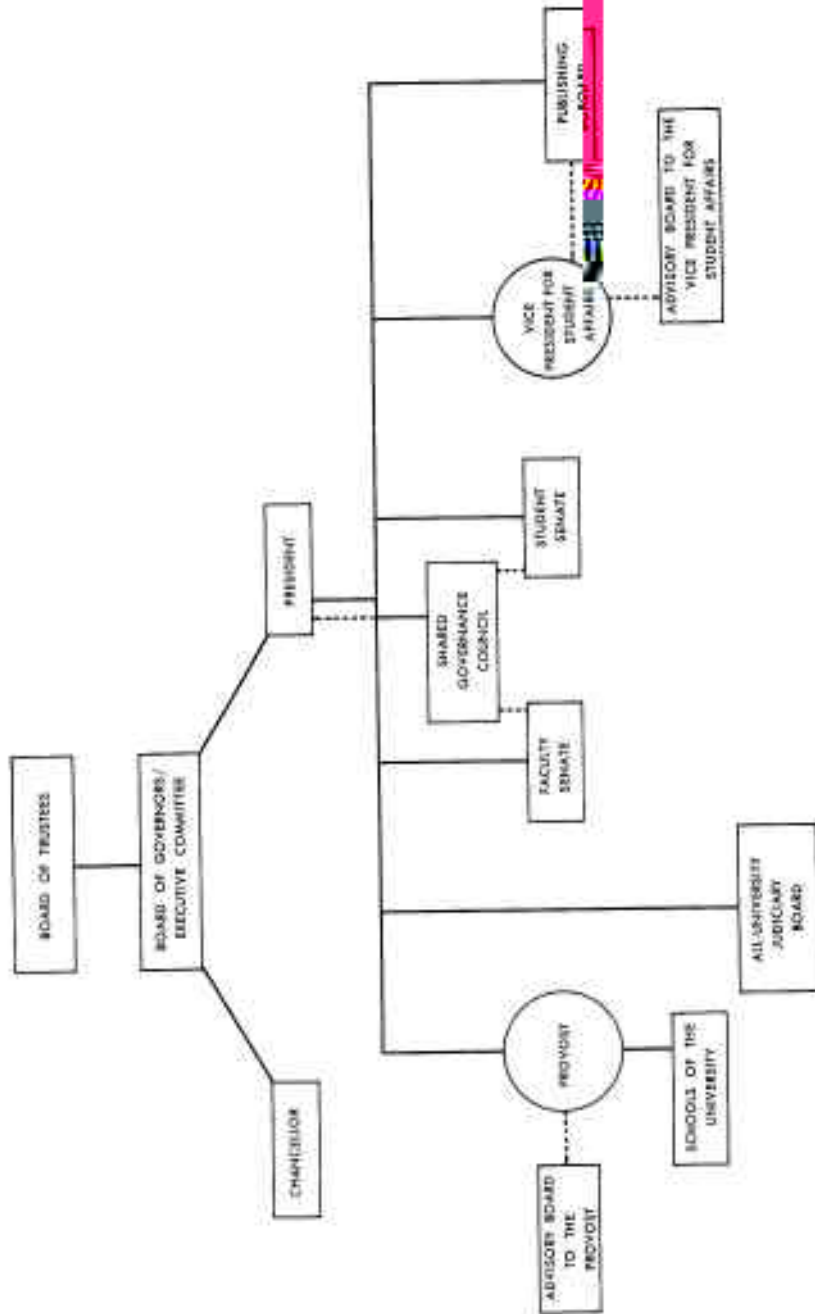 BOARD OF TRUSTEES
BOARD OF GOVERNORS/
EXECUTIVE COMMITTEE
CHANCELLOR
PRESIDENT
SHARED
GOVERNANCE
COUNCIL
FACULTY
SENATE
STUDENT
SENATE
ADVISORY BOARD
TO THE
PROVOST
PROVOST
VICE
PRESIDENT FOR
STUDENT
AFFAIRS
PUBLISHING
SCHOOLS OF THE
UNIVERSITY
ALL-UNIVERSITY
JUDICIARY
BOARD
ADVISORY BOARD TO THE
VICE PRESIDENT FOR
STUDENT AFFAIRS